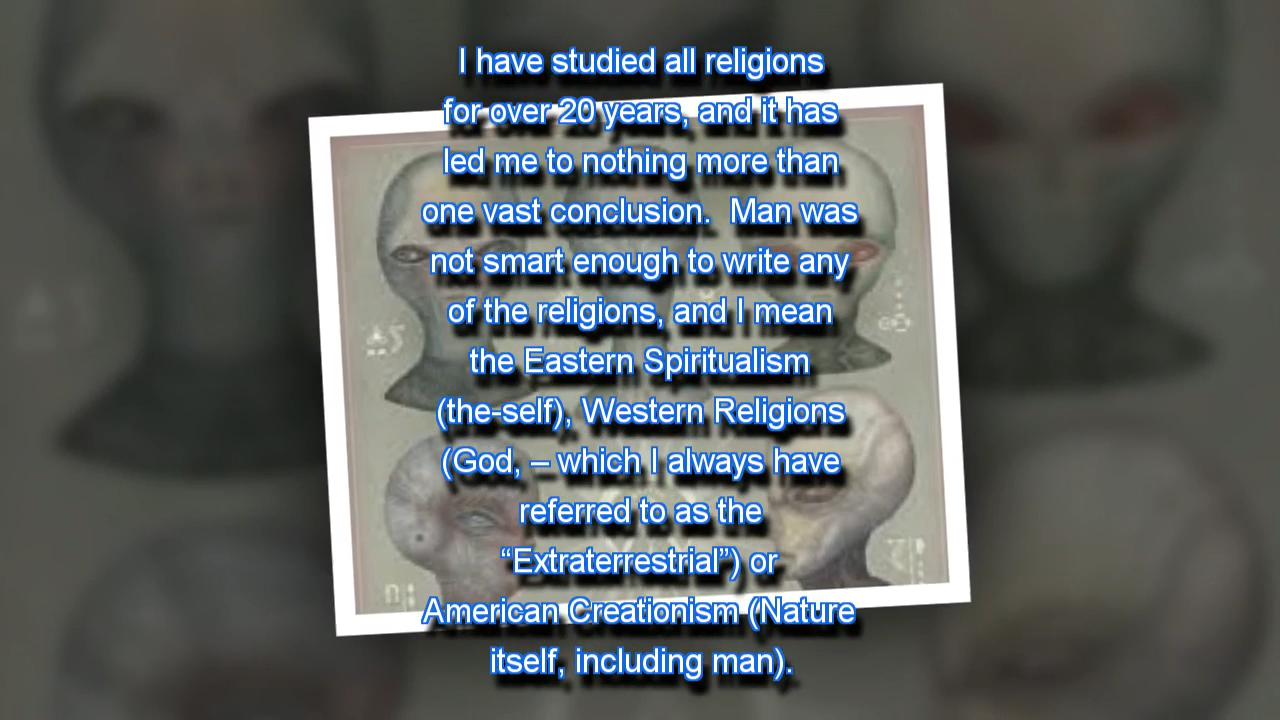 I have studied all religions
for over 20 years, and it has
led me to nothing more than
one vast conclusion.  Man was
not smart enough to write any
of the religions, and I mean
the Eastern Spiritualism
(the-self), Western Religions
(God, – which I always have
referred to as the
“Extraterrestrial”) or
American Creationism (Nature
itself, including man).